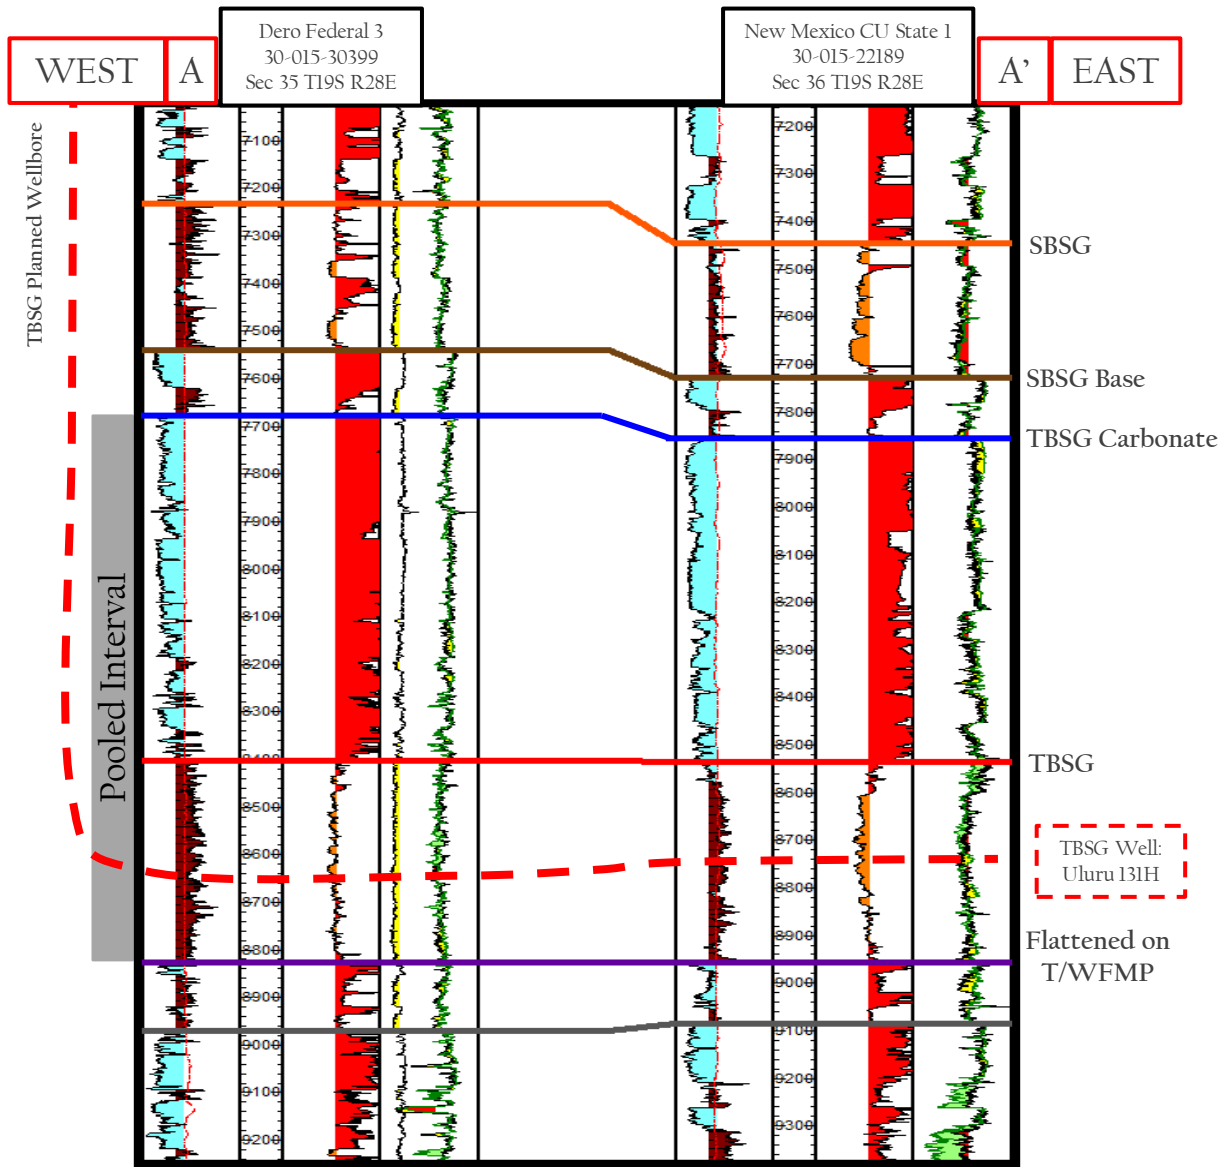 WEST A
Dero Federal 3
30-015-30399
Sec 35 T19S R28E
New Mexico CU State 1
30-015-22189
Sec 36 T19S R28E
A' EAST
TBSG Planned Wellbore
Pooled Interval
7100
7200
7300
7400
7500
7600
7700
7800
7900
8000
8100
8200
8300
8400
8500
8600
8700
8800
8900
9000
9100
9200
7200
7300
7400
7500
7600
7700
7800
7900
8000
8100
8200
8300
8400
8500
8600
8700
8800
8900
9000
9100
9200
9300
SBSG
SBSG Base
TBSG Carbonate
TBSG
TBSG Well:
Uluru 131H
Flattened on
T/WFMP